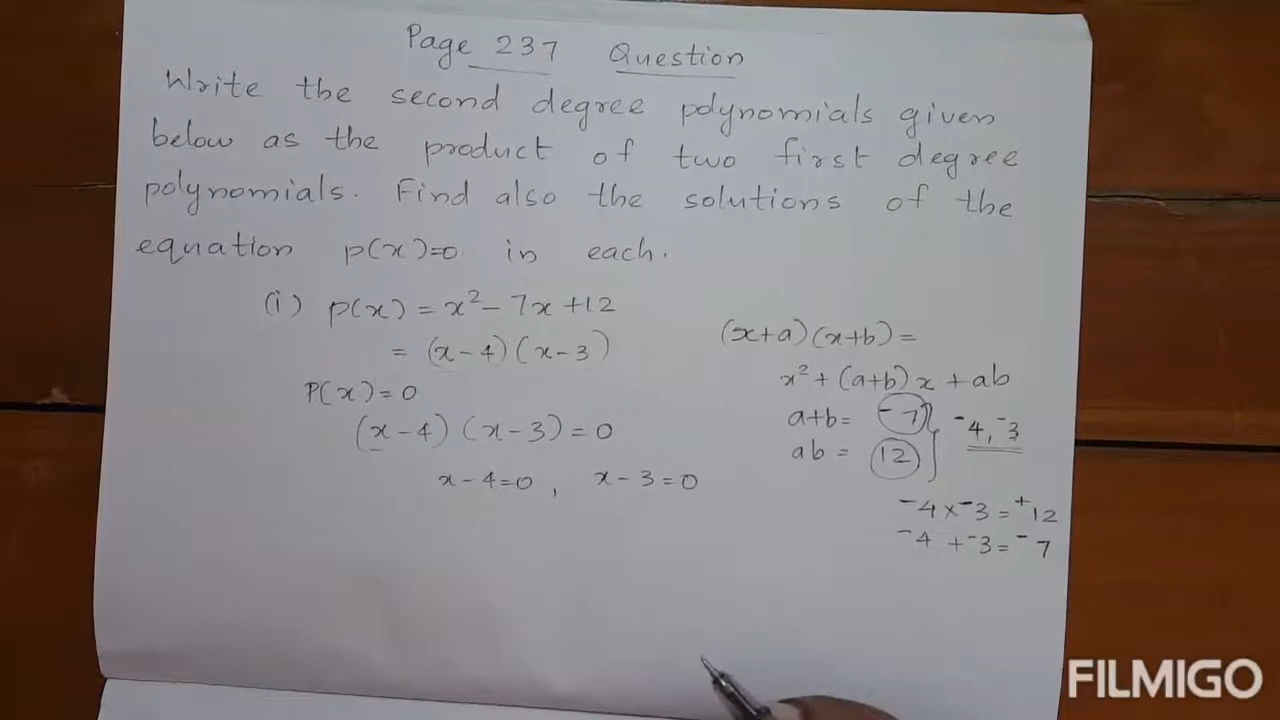 Page 237 Question
Write the second degree polynomials given
below as the product of two first degree
polynomials. Find also the solutions of the
equation p(x)=0 in each.
(i) p(x) = x² - 7x + 12
= (x-4)(x-3)
P(x)=0
(x-4) (x-3) = 0
x-4=0 , x-3=0
(x+a)(x+b) =
x² + (a+b)x + ab
a+b = -7
ab = 12
-4, -3
-4 x -3 = +12
-4 + -3 = -7
FILMIGO